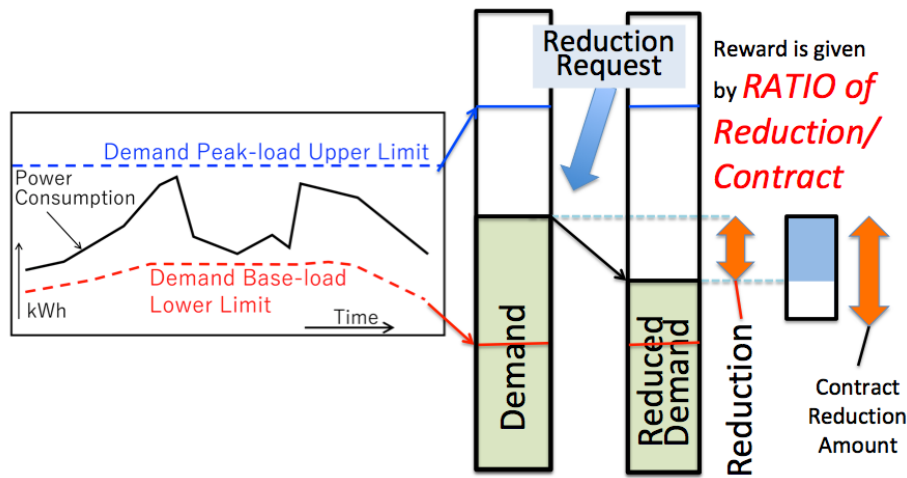 Demand Peak-load Upper Limit
Power
Consumption
Demand Base-load
Lower Limit
kWh
Time
Reduction
Request
Demand
Reduced
Demand
Reward is given
by RATIO of
Reduction/
Contract
Reduction
Contract
Reduction
Amount